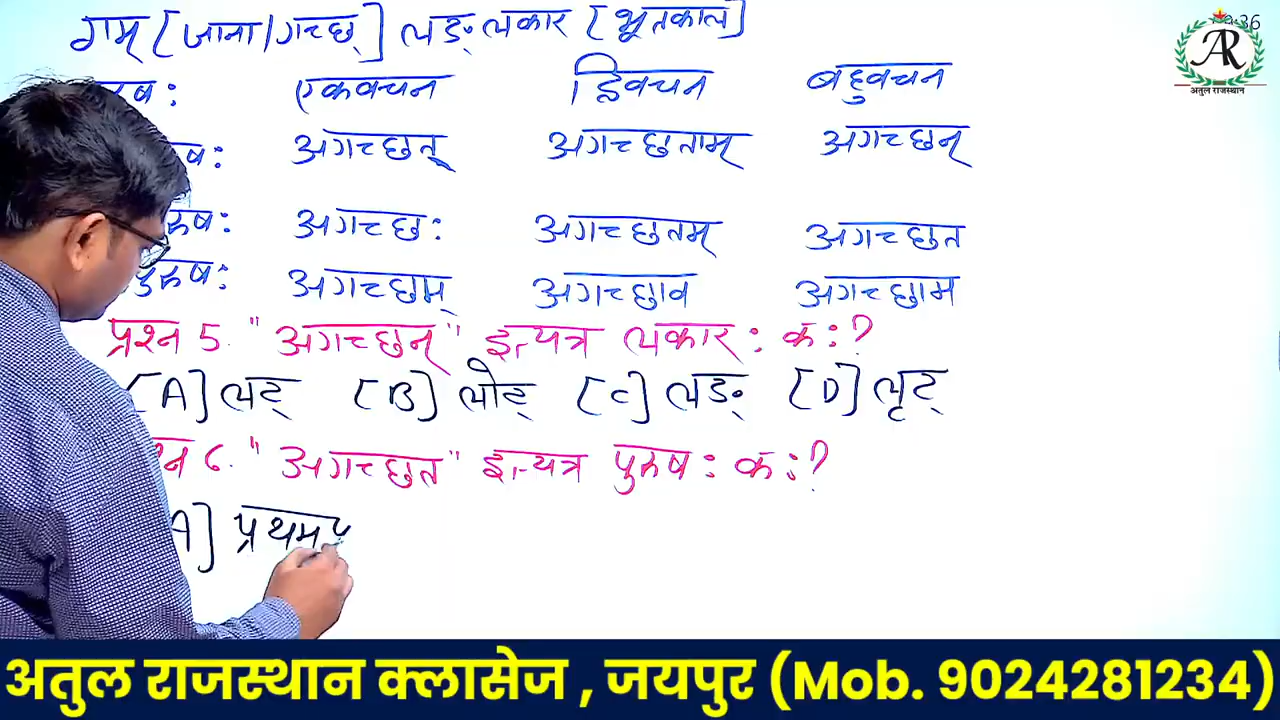 गम् [जाना/गच्छ्] लङ् लकार [भूतकाल]
एकवचन द्विवचन बहुवचन
अगच्छत् अगच्छताम् अगच्छन्
अगच्छः अगच्छतम् अगच्छत
पुरुषः अगच्छम् अगच्छाव अगच्छाम
प्रश्न 5. "अगच्छन्" इत्यत्र लकारः कः?
[A] लट् [B] लोट् [C] लङ् [D] लृट्
6. "अगच्छत" इत्यत्र पुरुषः कः?
A] प्रथम
AR
अतुल राजस्थान
अतुल राजस्थान क्लासेज , जयपुर (Mob. 9024281234)